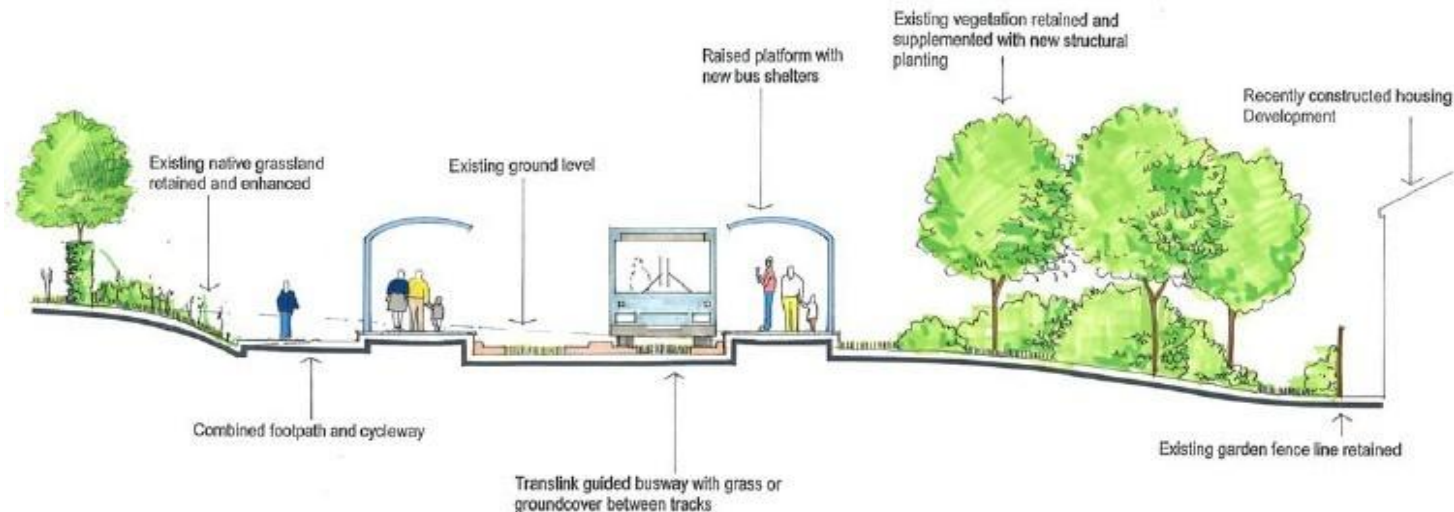 Existing vegetation retained and
supplemented with new structural
planting
Raised platform with
new bus shelters
Recently constructed housing
Development
Existing native grassland
retained and enhanced
Existing ground level
Combined footpath and cycleway
Existing garden fence line retained
Translink guided busway with grass or
groundcover between tracks